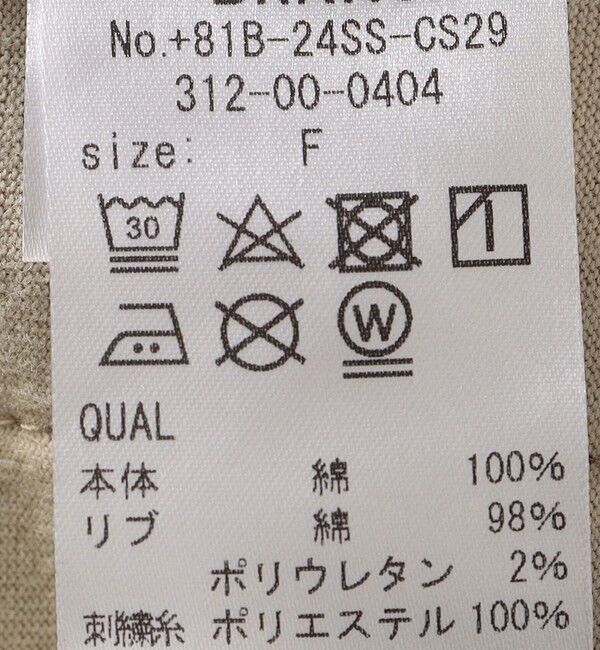 No.+81B-24SS-CS29
312-00-0404
size: F
30
W
QUAL
本体 綿 100%
リブ 綿 98%
ポリウレタン 2%
刺繍糸 ポリエステル 100%